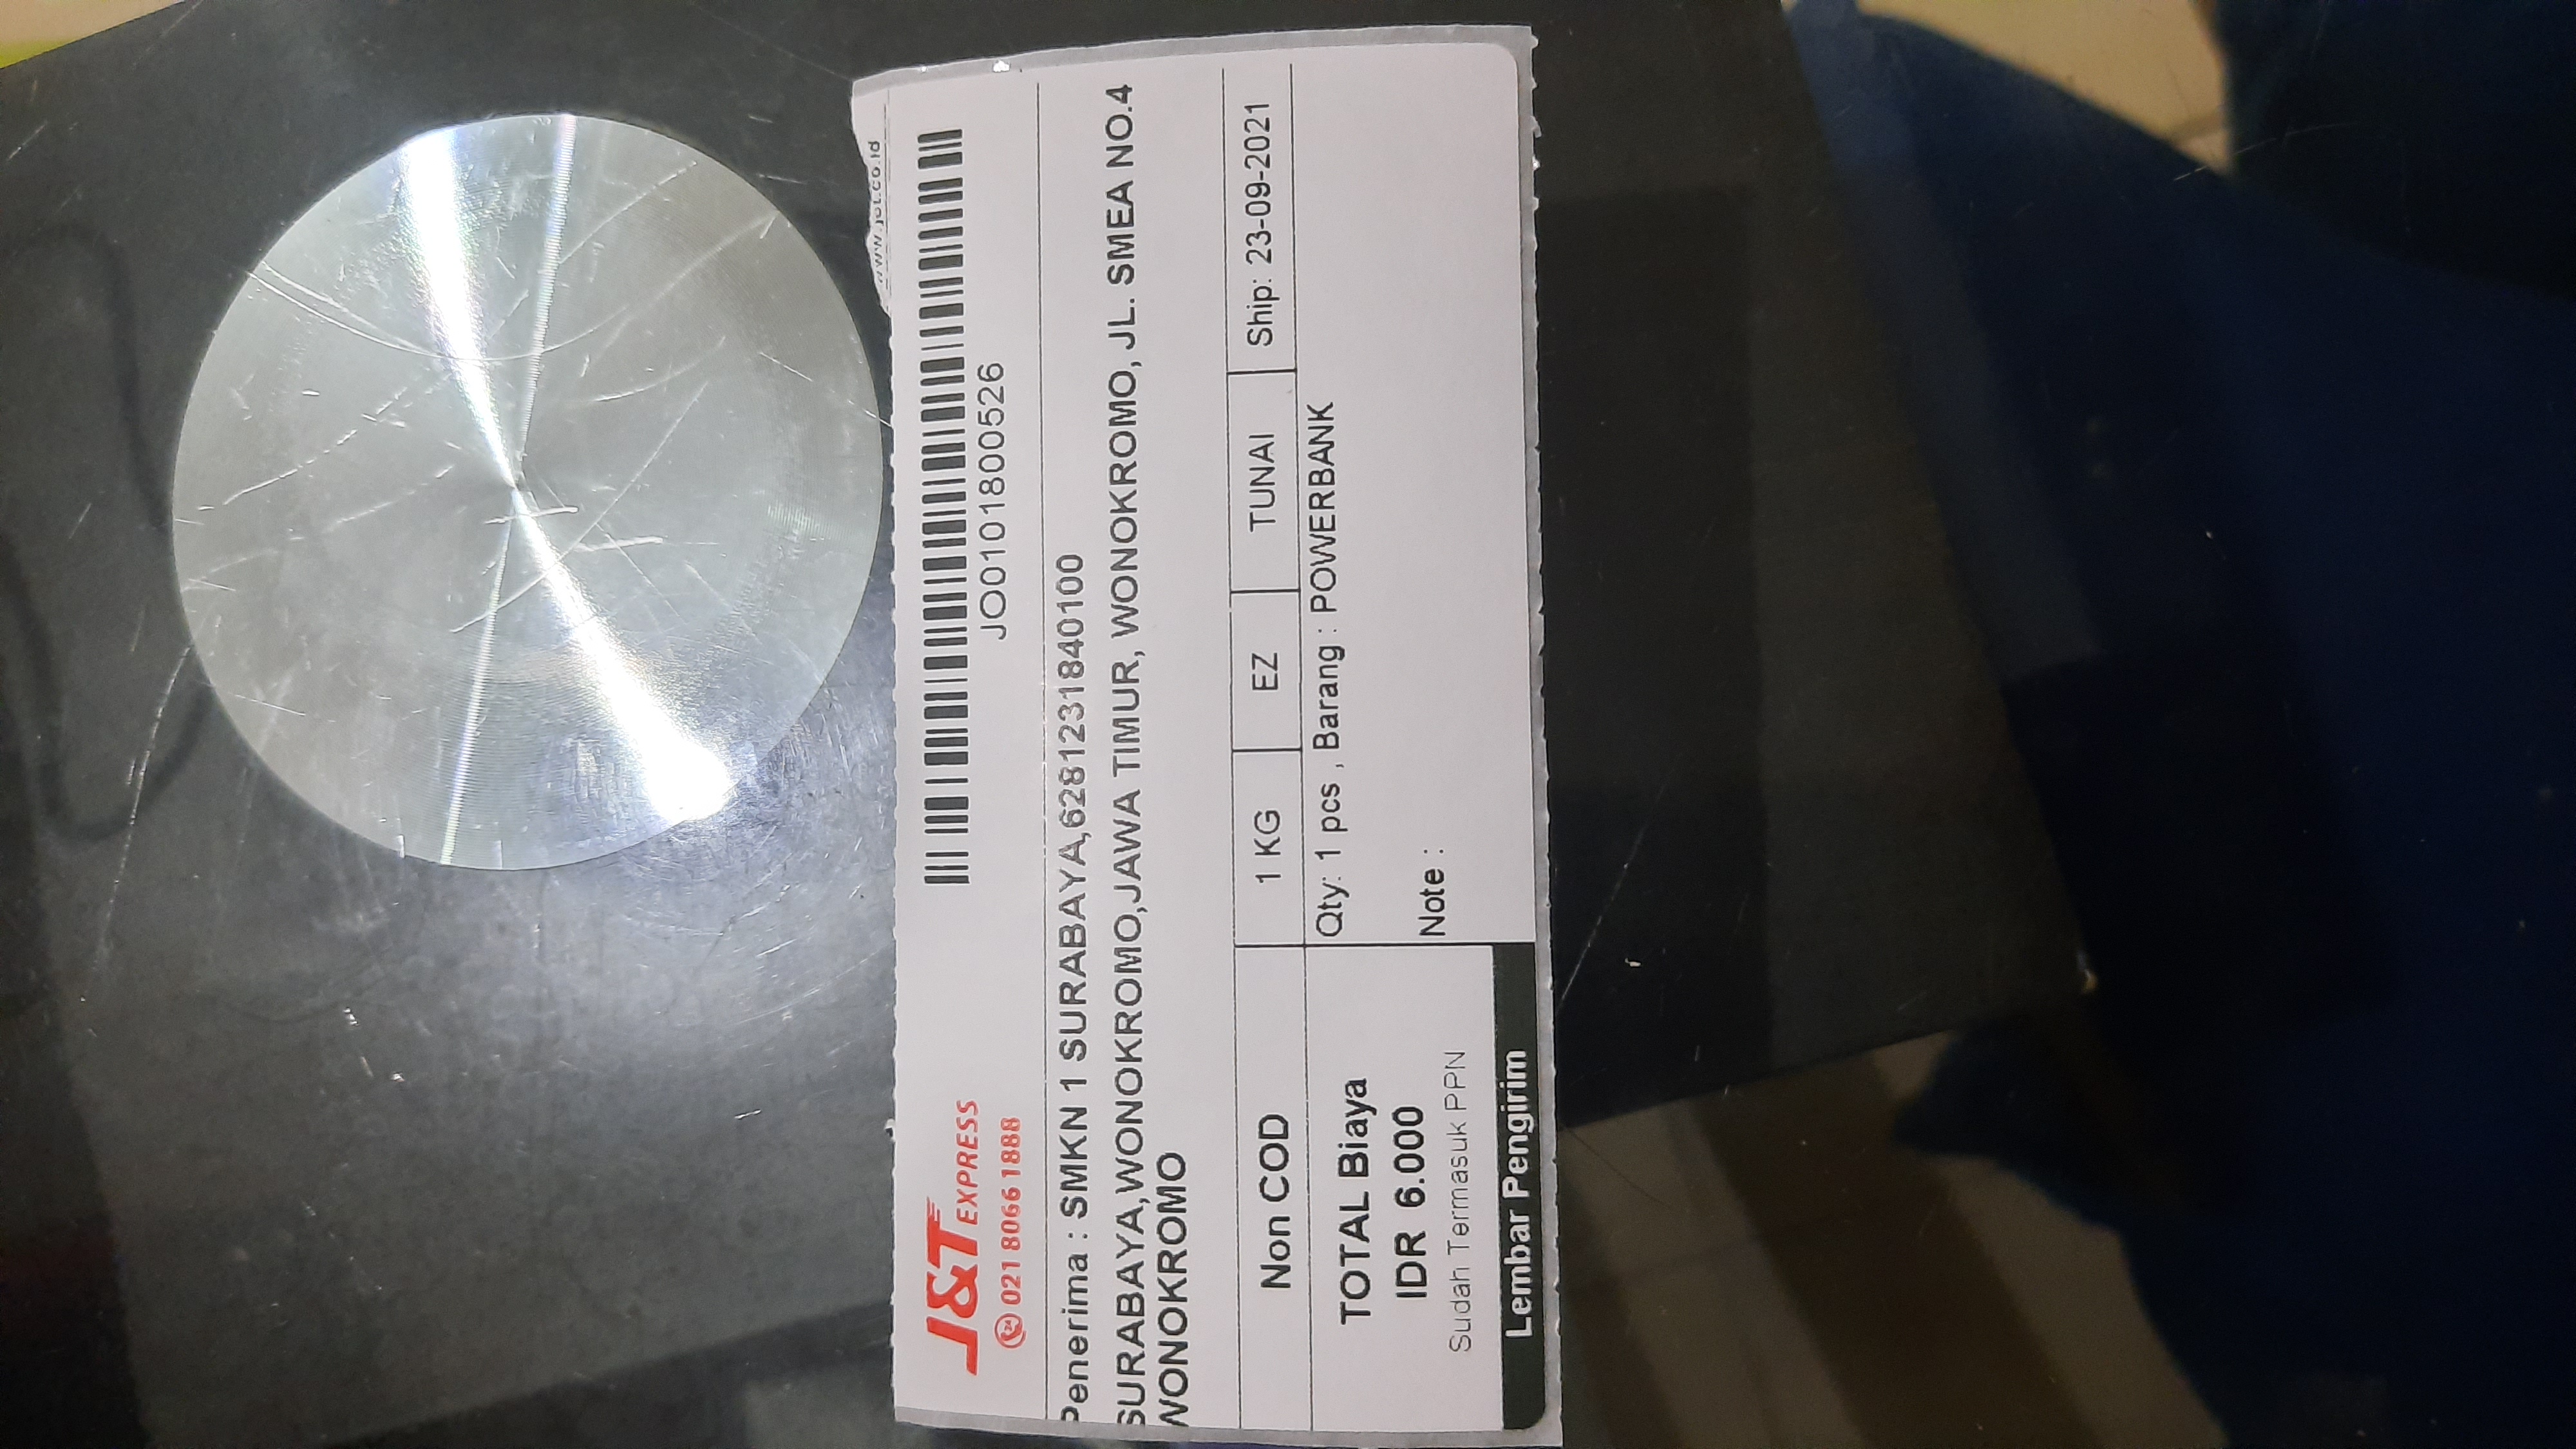 www.jet.co.id
J&T EXPRESS
021 8066 1888
JO0101800526
Penerima : SMKN 1 SURABAYA,6281231840100
SURABAYA,WONOKROMO,JAWA TIMUR, WONOKROMO, JL. SMEA NO.4
WONOKROMO
Non COD
1 KG
EZ
TUNAI
Ship: 23-09-2021
TOTAL Biaya
IDR 6.000
Sudah Termasuk PPN
Lembar Pengirim
Qty: 1 pcs , Barang : POWERBANK
Note :